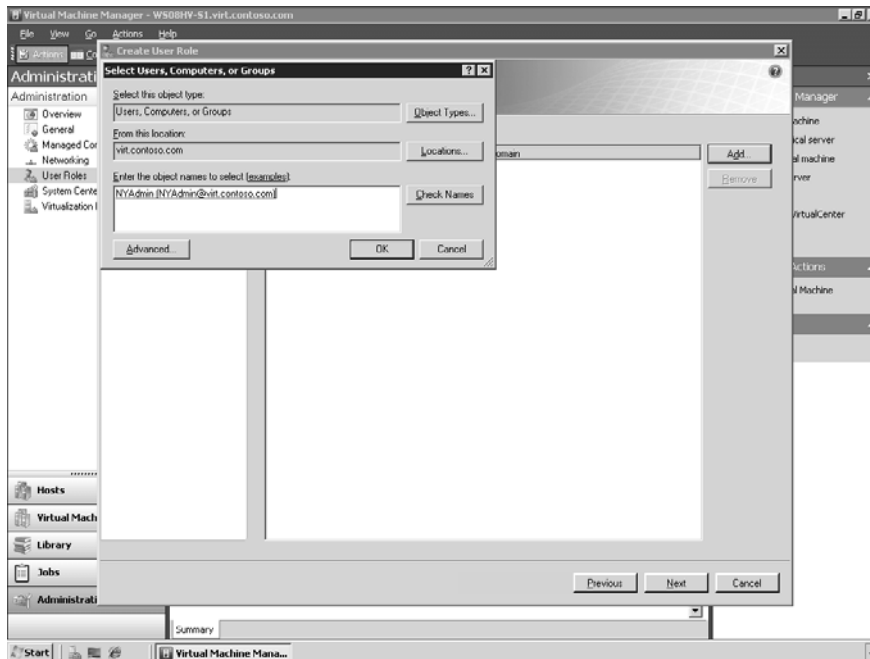 Virtual Machine Manager - WS08HV-S1.virt.contoso.com
File View Go Actions Help
Actions Co
Create User Role
Administrati
Administration
Overview
General
Managed Co
Networking
User Roles
System Cente
Virtualization
Select Users, Computers, or Groups
Select this object type:
Users, Computers, or Groups
Object Types...
From this location:
virt.contoso.com
Locations...
Enter the object names to select (examples):
NYAdmin (NYAdmin@virt.contoso.com)
Check Names
Advanced...
OK
Cancel
omain
Add...
Remove
Manager
achine
ical server
al machine
rver
VirtualCenter
Actions
al Machine
Hosts
Virtual Mach
Library
Jobs
Administrati
Previous
Next
Cancel
Summary
Start
Virtual Machine Mana...